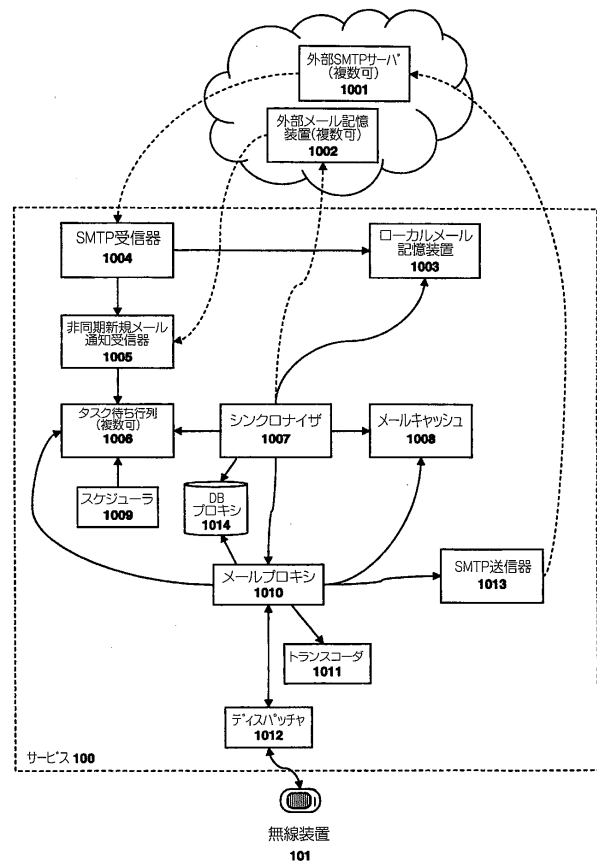 外部SMTPサーバ
(複数可)
1001
外部メール記憶
装置(複数可)
1002
SMTP受信器
1004
ローカルメール
記憶装置
1003
非同期新規メール
通知受信器
1005
タスク待ち行列
(複数可)
1006
シンクロナイザ
1007
メールキャッシュ
1008
スケジューラ
1009
DB
プロキシ
1014
メールプロキシ
1010
SMTP送信器
1013
トランスコーダ
1011
ディスパッチャ
1012
サービス 100
無線装置
101